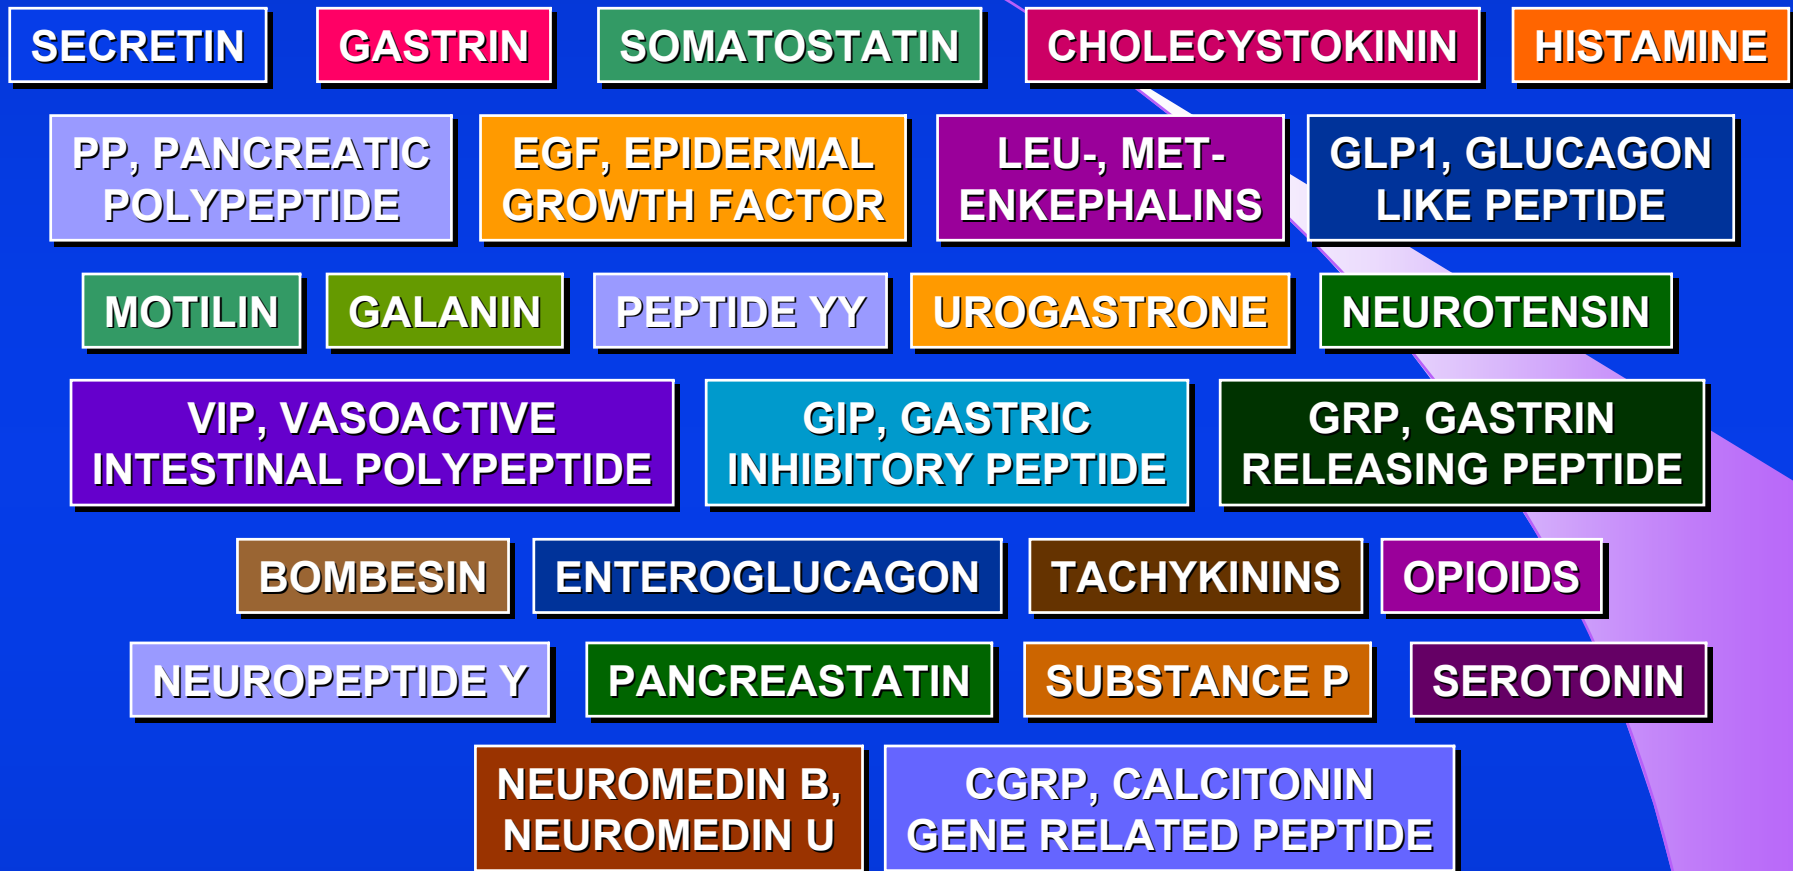 SECRETIN
GASTRIN
SOMATOSTATIN
CHOLECYSTOKININ
HISTAMINE
PP, PANCREATIC
POLYPEPTIDE
EGF, EPIDERMAL
GROWTH FACTOR
LEU-, MET-
ENKEPHALINS
GLP1, GLUCAGON
LIKE PEPTIDE
MOTILIN
GALANIN
PEPTIDE YY
UROGASTRONE
NEUROTENSIN
VIP, VASOACTIVE
INTESTINAL POLYPEPTIDE
GIP, GASTRIC
INHIBITORY PEPTIDE
GRP, GASTRIN
RELEASING PEPTIDE
BOMBESIN
ENTEROGLUCAGON
TACHYKININS
OPIOIDS
NEUROPEPTIDE Y
PANCREASTATIN
SUBSTANCE P
SEROTONIN
NEUROMEDIN B,
NEUROMEDIN U
CGRP, CALCITONIN
GENE RELATED PEPTIDE